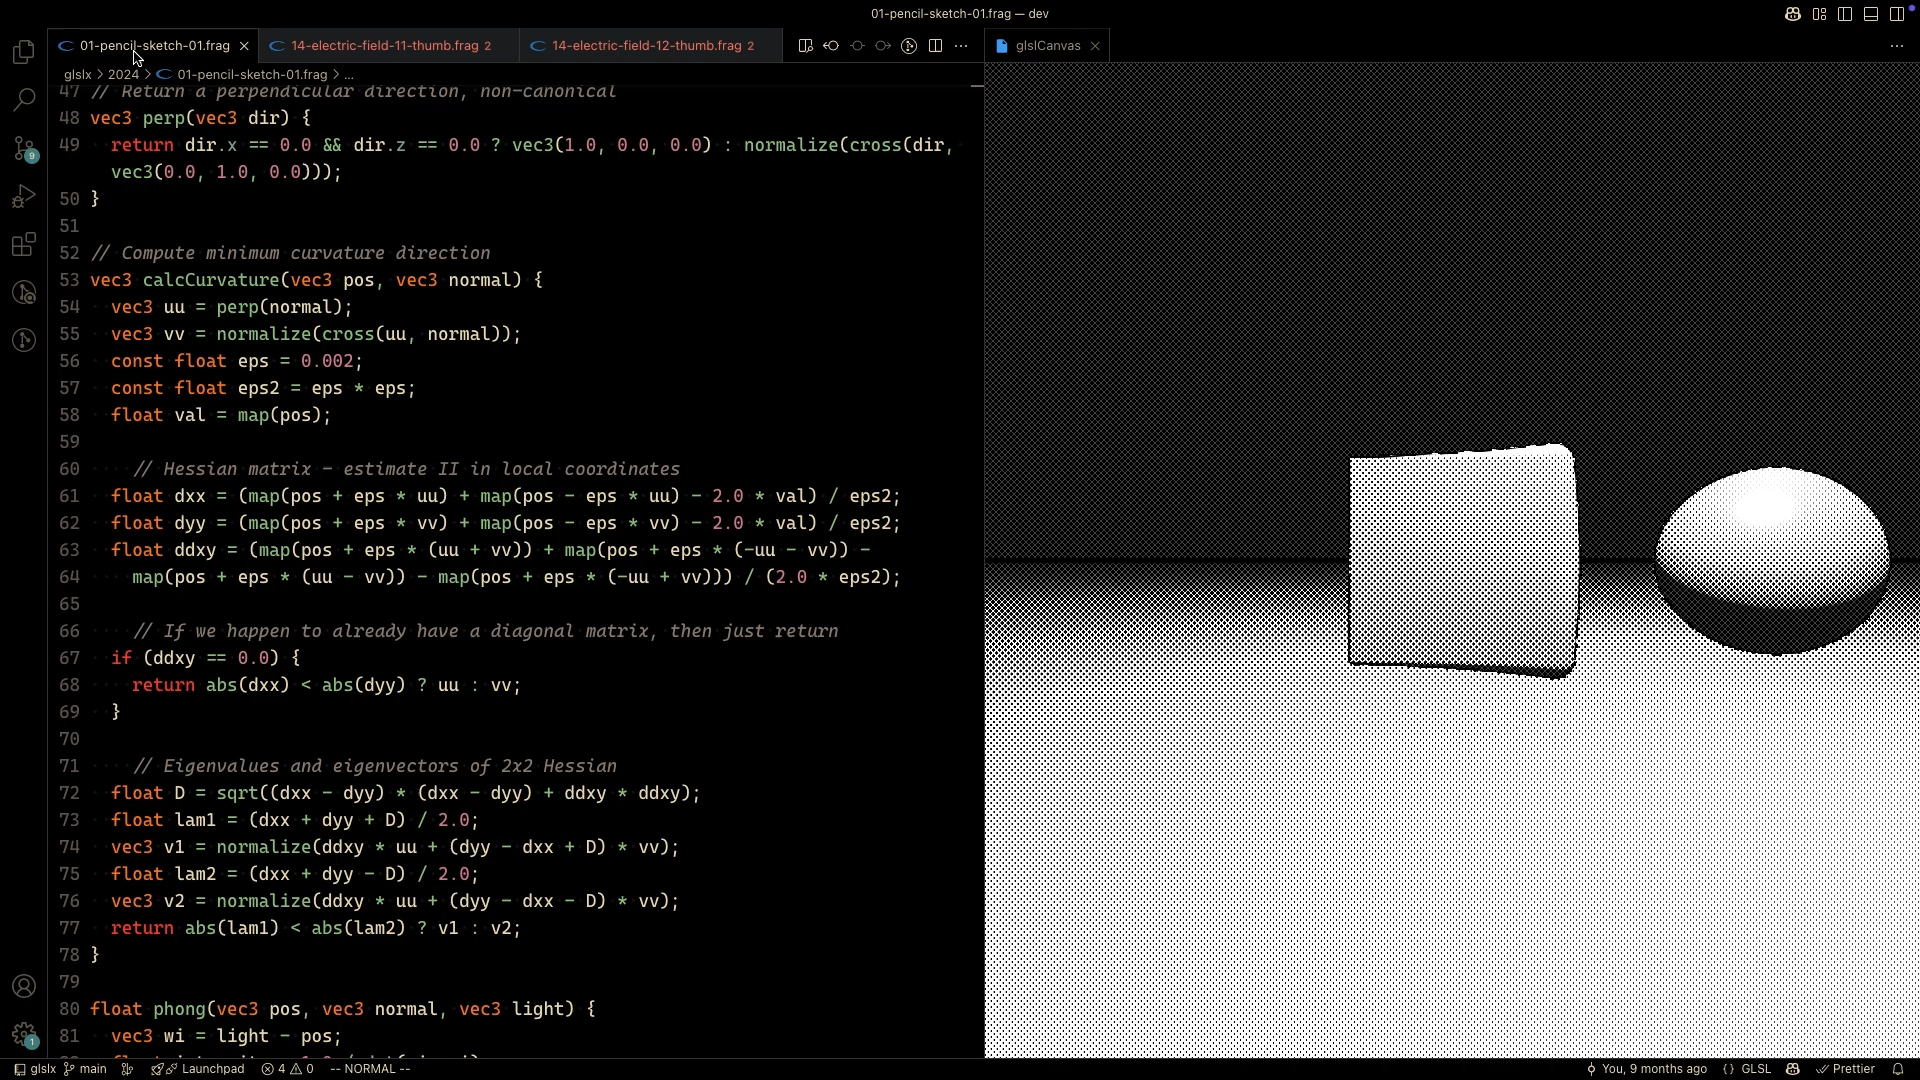 01-pencil-sketch-01.frag — dev
01-pencil-sketch-01.frag
14-electric-field-11-thumb.frag 2
14-electric-field-12-thumb.frag 2
glslCanvas
glslx > 2024 > 01-pencil-sketch-01.frag > ...
47 // Return a perpendicular direction, non-canonical
48 vec3 perp(vec3 dir) {
49 return dir.x == 0.0 && dir.z == 0.0 ? vec3(1.0, 0.0, 0.0) : normalize(cross(dir,
vec3(0.0, 1.0, 0.0)));
50 }
51
52 // Compute minimum curvature direction
53 vec3 calcCurvature(vec3 pos, vec3 normal) {
54 vec3 uu = perp(normal);
55 vec3 vv = normalize(cross(uu, normal));
56 const float eps = 0.002;
57 const float eps2 = eps * eps;
58 float val = map(pos);
59
60 // Hessian matrix - estimate II in local coordinates
61 float dxx = (map(pos + eps * uu) + map(pos - eps * uu) - 2.0 * val) / eps2;
62 float dyy = (map(pos + eps * vv) + map(pos - eps * vv) - 2.0 * val) / eps2;
63 float ddxy = (map(pos + eps * (uu + vv)) + map(pos + eps * (-uu - vv)) -
64 map(pos + eps * (uu - vv)) - map(pos + eps * (-uu + vv))) / (2.0 * eps2);
65
66 // If we happen to already have a diagonal matrix, then just return
67 if (ddxy == 0.0) {
68 return abs(dxx) < abs(dyy) ? uu : vv;
69 }
70
71 // Eigenvalues and eigenvectors of 2x2 Hessian
72 float D = sqrt((dxx - dyy) * (dxx - dyy) + ddxy * ddxy);
73 float lam1 = (dxx + dyy + D) / 2.0;
74 vec3 v1 = normalize(ddxy * uu + (dyy - dxx + D) * vv);
75 float lam2 = (dxx + dyy - D) / 2.0;
76 vec3 v2 = normalize(ddxy * uu + (dyy - dxx - D) * vv);
77 return abs(lam1) < abs(lam2) ? v1 : v2;
78 }
79
80 float phong(vec3 pos, vec3 normal, vec3 light) {
81 vec3 wi = light - pos;
9
1
glslx main Launchpad 4 0 -- NORMAL --
You, 9 months ago {} GLSL Prettier